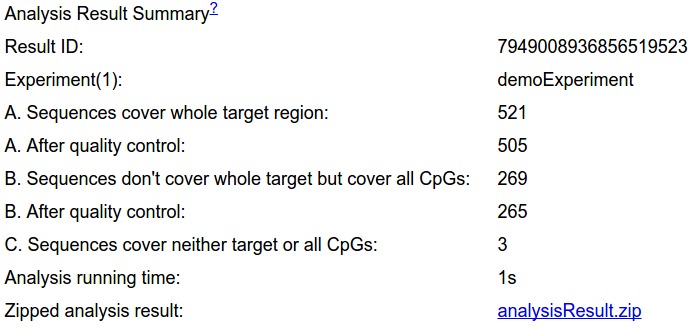 Analysis Result Summary?
Result ID: 7949008936856519523
Experiment(1): demoExperiment
A. Sequences cover whole target region: 521
A. After quality control: 505
B. Sequences don't cover whole target but cover all CpGs: 269
B. After quality control: 265
C. Sequences cover neither target or all CpGs: 3
Analysis running time: 1s
Zipped analysis result: analysisResult.zip